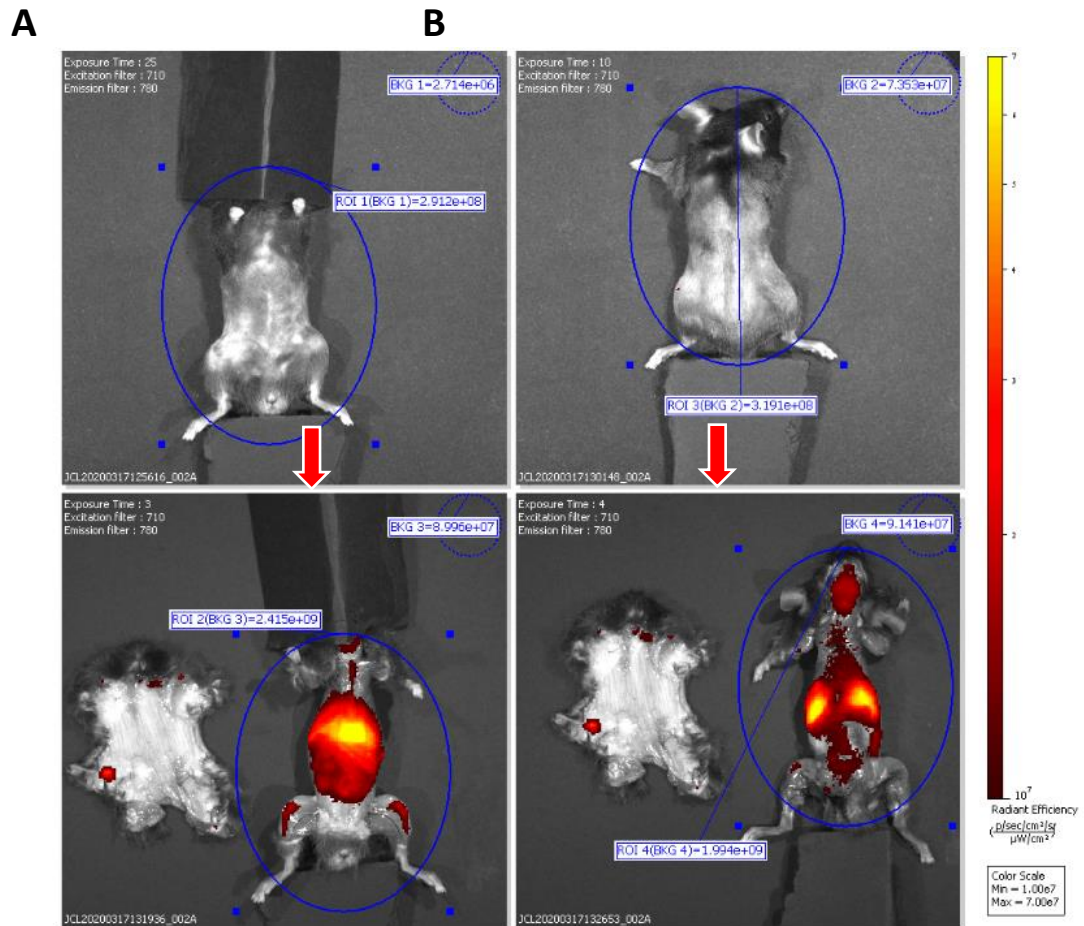 A
B
Exposure Time : 25
Excitation filter : 710
Emission filter : 780
BKG 1=2.714e+06
ROI 1(BKG 1)=2.912e+08
JCL20200317125616_002A
Exposure Time : 10
Excitation filter : 710
Emission filter : 780
BKG 2=7.353e+07
ROI 3(BKG 2)=3.191e+08
JCL20200317130148_002A
Exposure Time : 3
Excitation filter : 710
Emission filter : 780
BKG 3=8.996e+07
ROI 2(BKG 3)=2.415e+09
JCL20200317131936_002A
Exposure Time : 4
Excitation filter : 710
Emission filter : 780
BKG 4=9.141e+07
ROI 4(BKG 4)=1.994e+09
JCL20200317132653_002A
7
5
4
3
2
10⁷
Radiant Efficiency
(p/sec/cm²/sr
µW/cm²)
Color Scale
Min = 1.00e7
Max = 7.00e7